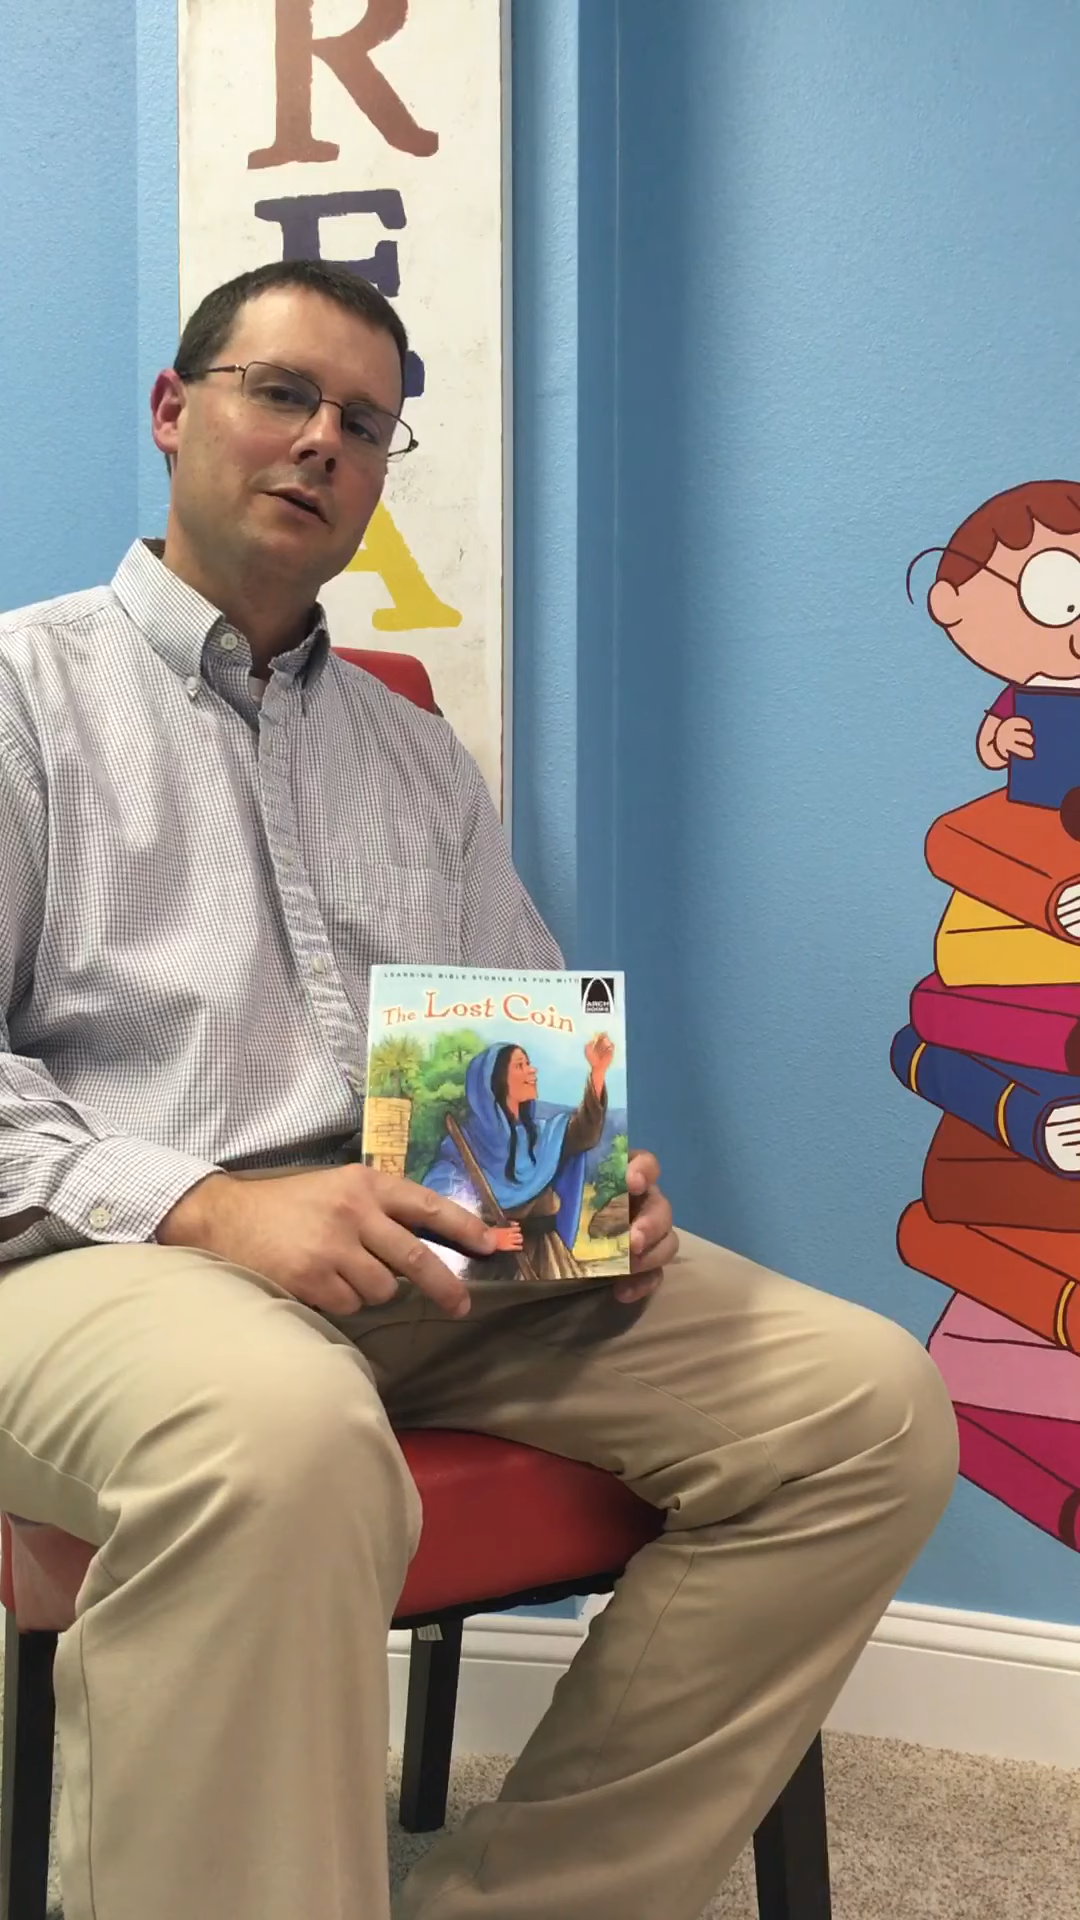 R
E
A
LEARNING BIBLE STORIES IS FUN WITH
ARCH
BOOKS
The Lost Coin